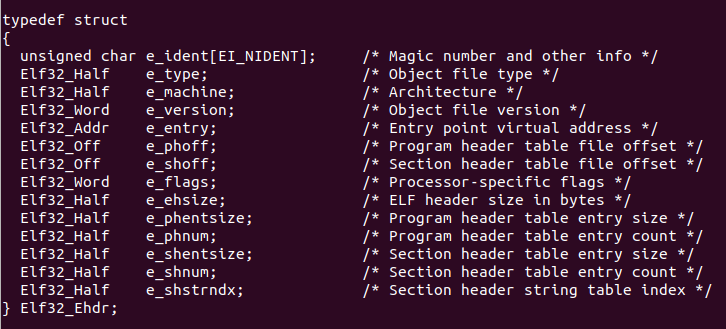 typedef struct
{
  unsigned char e_ident[EI_NIDENT];     /* Magic number and other info */
  Elf32_Half    e_type;                 /* Object file type */
  Elf32_Half    e_machine;              /* Architecture */
  Elf32_Word    e_version;              /* Object file version */
  Elf32_Addr    e_entry;                /* Entry point virtual address */
  Elf32_Off     e_phoff;                /* Program header table file offset */
  Elf32_Off     e_shoff;                /* Section header table file offset */
  Elf32_Word    e_flags;                /* Processor-specific flags */
  Elf32_Half    e_ehsize;               /* ELF header size in bytes */
  Elf32_Half    e_phentsize;            /* Program header table entry size */
  Elf32_Half    e_phnum;                /* Program header table entry count */
  Elf32_Half    e_shentsize;            /* Section header table entry size */
  Elf32_Half    e_shnum;                /* Section header table entry count */
  Elf32_Half    e_shstrndx;             /* Section header string table index */
} Elf32_Ehdr;